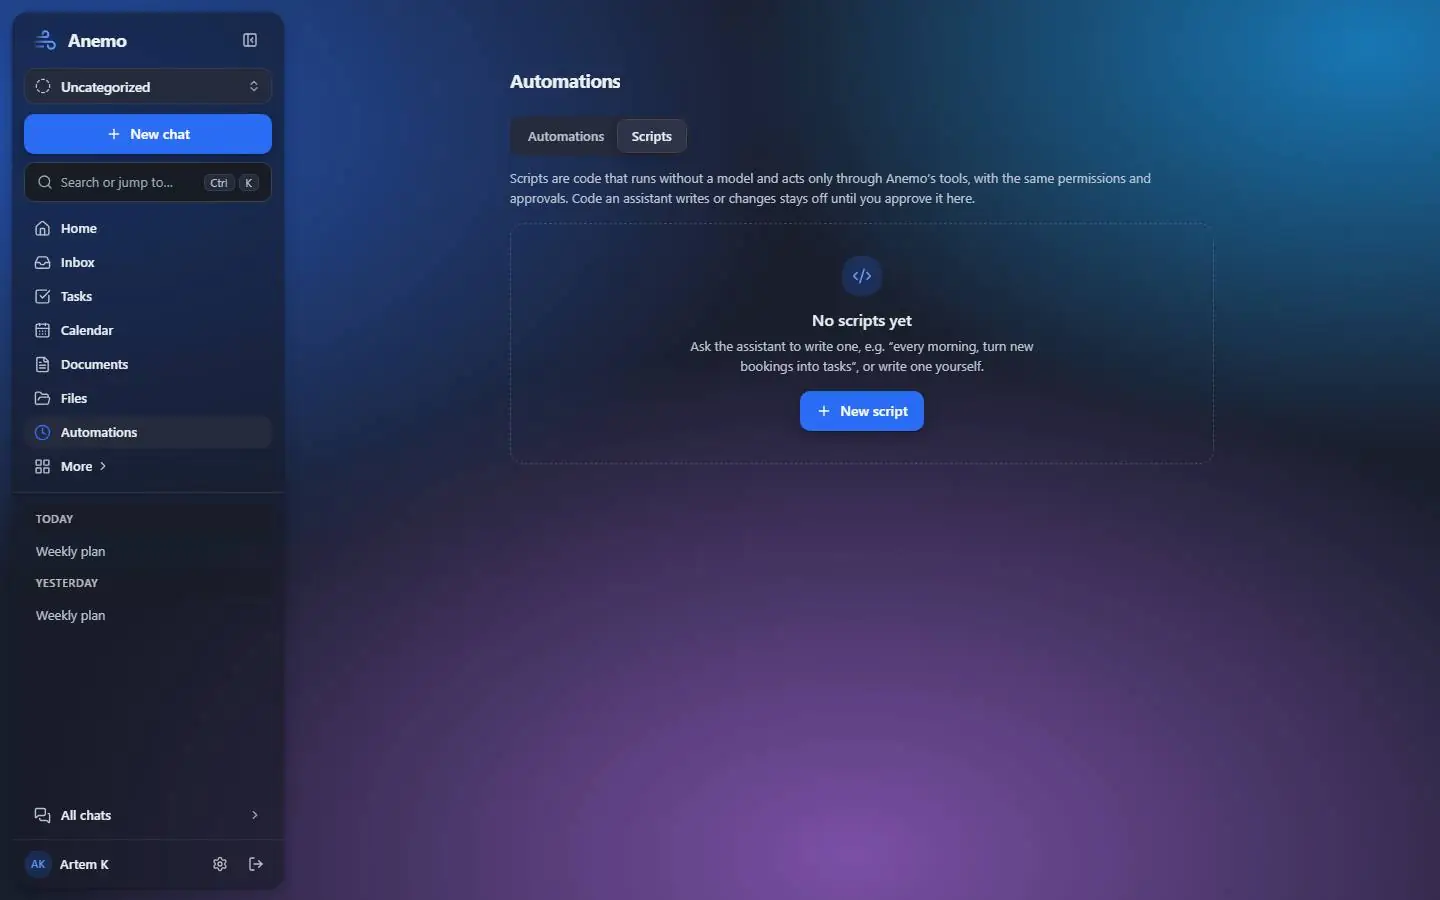 Anemo
Uncategorized
New chat
Search or jump to... Ctrl K
Home
Inbox
Tasks
Calendar
Documents
Files
Automations
More
TODAY
Weekly plan
YESTERDAY
Weekly plan
All chats
AK Artem K
Automations
Automations Scripts
Scripts are code that runs without a model and acts only through Anemo's tools, with the same permissions and
approvals. Code an assistant writes or changes stays off until you approve it here.
No scripts yet
Ask the assistant to write one, e.g. “every morning, turn new
bookings into tasks”, or write one yourself.
New script